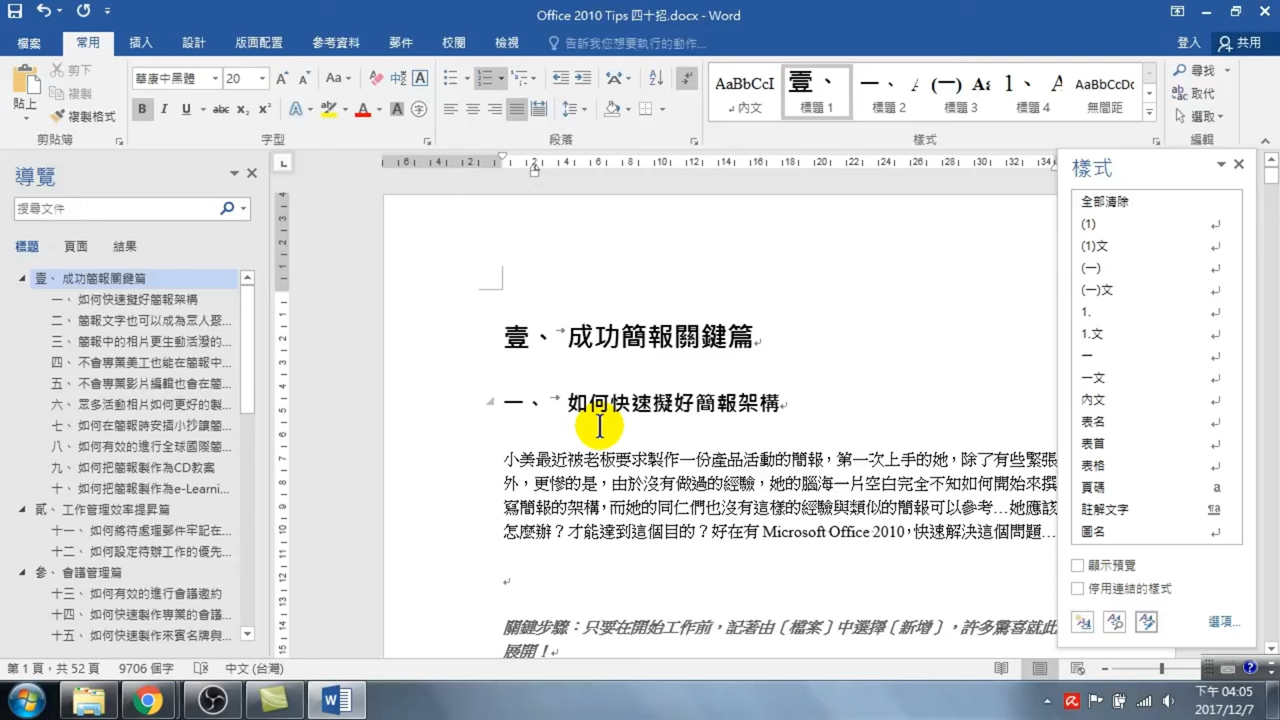 Office 2010 Tips 四十招.docx - Word
檔案 常用 插入 設計 版面配置 參考資料 郵件 校閱 檢視 告訴我您想要執行的動作... 登入 共用
貼上 剪下 複製 複製格式
華康中黑體 20
AaBbCcI 內文 壹、 標題 1 一、 標題 2 (一) 標題 3 1、 標題 4 AaBbCcDc 無間距
尋找 取代 選取
剪貼簿 字型 段落 樣式 編輯
導覽
搜尋文件
標題 頁面 結果
壹、 成功簡報關鍵篇
一、 如何快速擬好簡報架構
二、 簡報文字也可以成為眾人聚...
三、 簡報中的相片更生動活潑的...
四、 不會專業美工也能在簡報中...
五、 不會專業影片編輯也會在簡...
六、 眾多活動相片如何更好的製...
七、 如何在簡報時夾插小抄讓簡...
八、 如何有效的進行全球國際簡...
九、 如何把簡報製作為CD教案
十、 如何把簡報製作為e-Learni...
貳、 工作管理效率提昇篇
十一、 如何將待處理郵件牢記在...
十二、 如何設定待辦工作的優先...
參、 會議管理篇
十三、 如何有效的進行會議邀約
十四、 如何快速製作專業的會議...
十五、 如何快速製作來賓名牌與...
壹、 成功簡報關鍵篇
一、 如何快速擬好簡報架構
小美最近被老板要求製作一份產品活動的簡報，第一次上手的她，除了有些緊張
外，更慘的是，由於沒有做過的經驗，她的腦海一片空白完全不知如何開始來撰
寫簡報的架構，而她的同仁們也沒有這樣的經驗與類似的簡報可以參考…她應該
怎麼辦？才能達到這個目的？好在有 Microsoft Office 2010，快速解決這個問題…
關鍵步驟：只要在開始工作前，記著由〔檔案〕中選擇〔新增〕，許多驚喜就此
展開！
樣式
全部清除
(1)
(1)文
(一)
(一)文
1.
1.文
一
一文
內文
表名
表首
表格
頁碼 a
註解文字 ¶a
圖名
顯示預覽
停用連結的樣式
選項...
第 1 頁，共 52 頁 9706 個字 中文 (台灣)
下午 04:05
2017/12/7